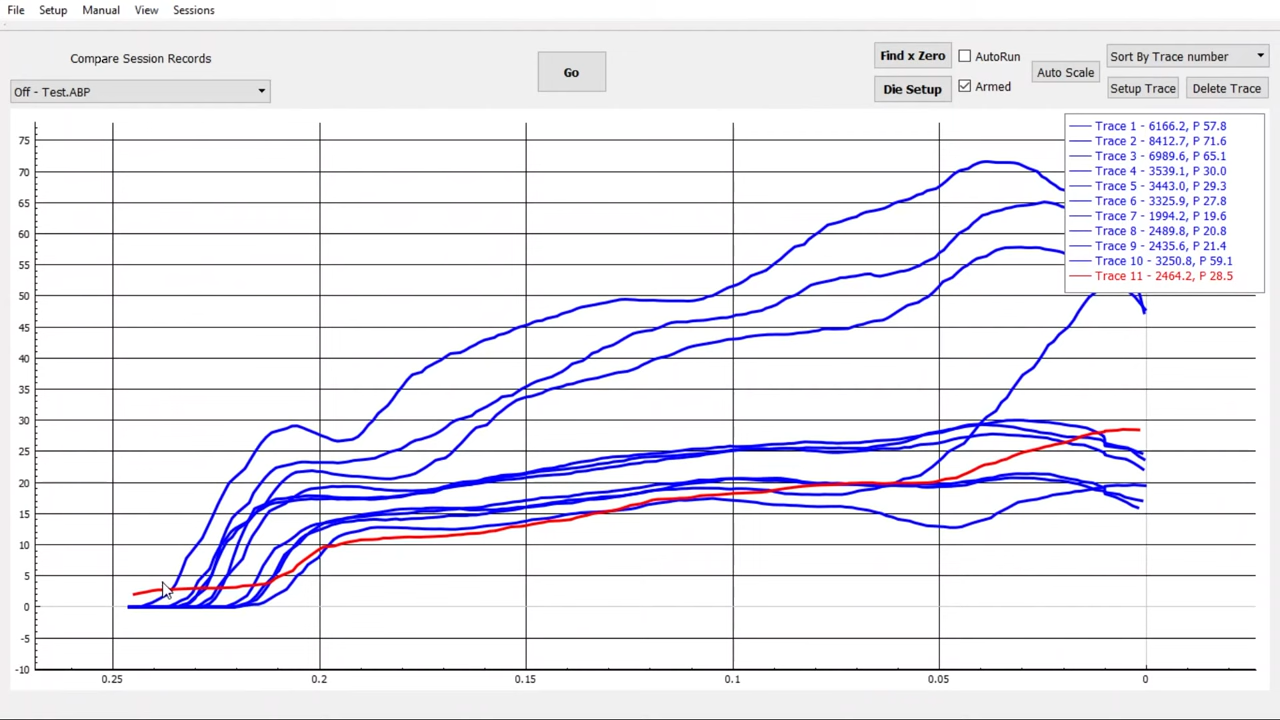 File Setup Manual View Sessions
Compare Session Records
Off - Test.ABP
Go
Find x Zero
AutoRun
Die Setup
Armed
Auto Scale
Sort By Trace number
Setup Trace
Delete Trace
Trace 1 - 6166.2, P 57.8
Trace 2 - 8412.7, P 71.6
Trace 3 - 6989.6, P 65.1
Trace 4 - 3539.1, P 30.0
Trace 5 - 3443.0, P 29.3
Trace 6 - 3325.9, P 27.8
Trace 7 - 1994.2, P 19.6
Trace 8 - 2489.8, P 20.8
Trace 9 - 2435.6, P 21.4
Trace 10 - 3250.8, P 59.1
Trace 11 - 2464.2, P 28.5
75
70
65
60
55
50
45
40
35
30
25
20
15
10
5
0
-5
-10
0.25 0.2 0.15 0.1 0.05 0